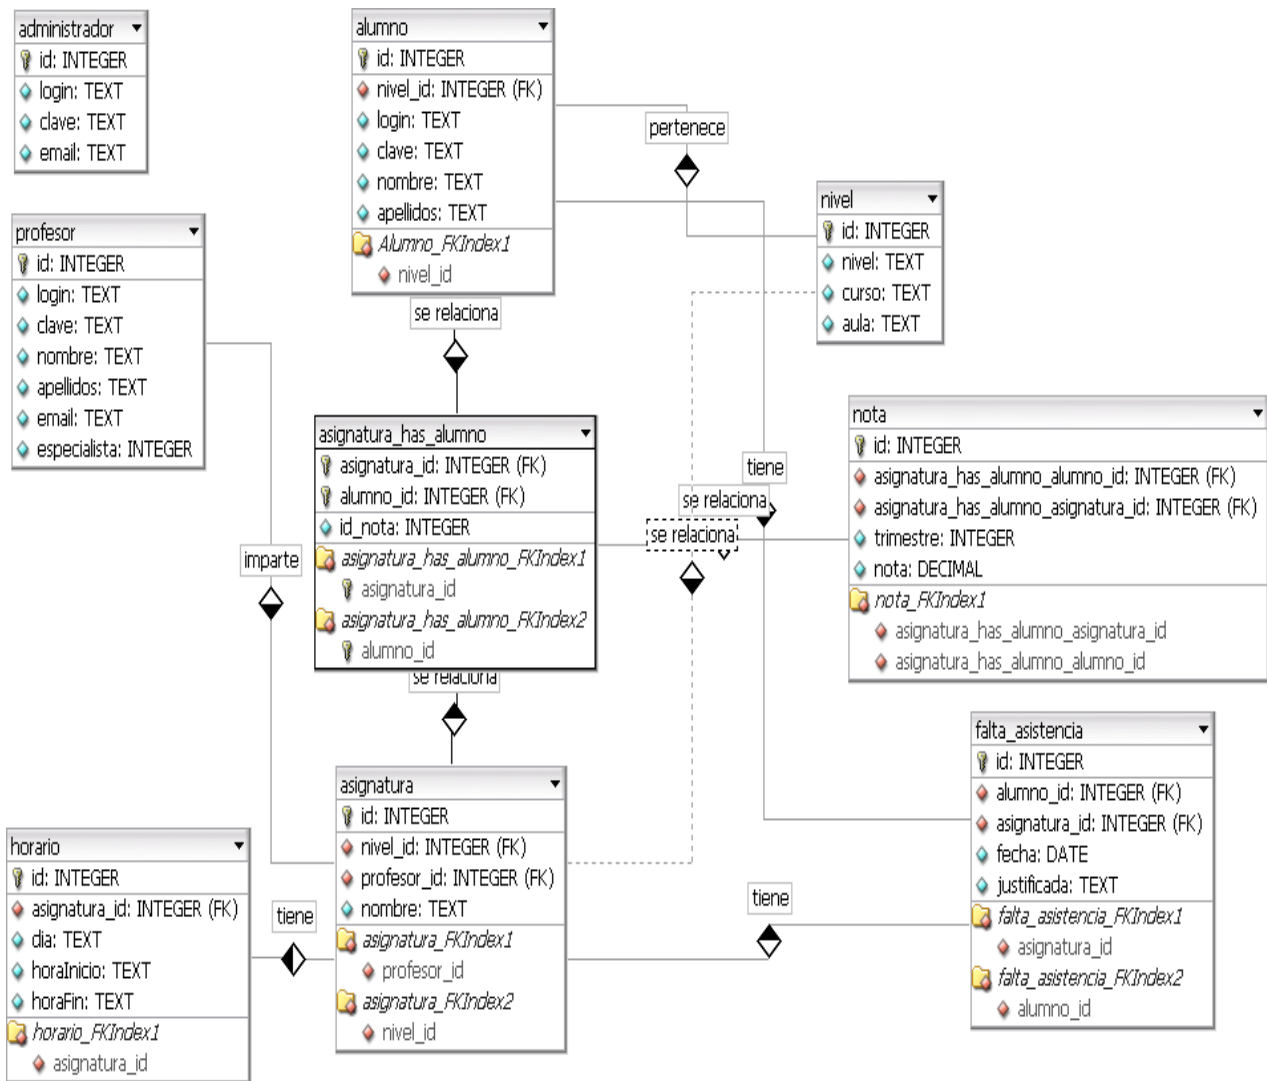 administrador
id: INTEGER
login: TEXT
clave: TEXT
email: TEXT
alumno
id: INTEGER
nivel_id: INTEGER (FK)
login: TEXT
clave: TEXT
nombre: TEXT
apellidos: TEXT
Alumno_FKIndex1
nivel_id
pertenece
nivel
id: INTEGER
nivel: TEXT
curso: TEXT
aula: TEXT
profesor
id: INTEGER
login: TEXT
clave: TEXT
nombre: TEXT
apellidos: TEXT
email: TEXT
especialista: INTEGER
se relaciona
asignatura_has_alumno
asignatura_id: INTEGER (FK)
alumno_id: INTEGER (FK)
id_nota: INTEGER
asignatura_has_alumno_FKIndex1
asignatura_id
asignatura_has_alumno_FKIndex2
alumno_id
imparte
tiene
se relaciona
se relaciona
nota
id: INTEGER
asignatura_has_alumno_alumno_id: INTEGER (FK)
asignatura_has_alumno_asignatura_id: INTEGER (FK)
trimestre: INTEGER
nota: DECIMAL
nota_FKIndex1
asignatura_has_alumno_asignatura_id
asignatura_has_alumno_alumno_id
se relaciona
asignatura
id: INTEGER
nivel_id: INTEGER (FK)
profesor_id: INTEGER (FK)
nombre: TEXT
asignatura_FKIndex1
profesor_id
asignatura_FKIndex2
nivel_id
falta_asistencia
id: INTEGER
alumno_id: INTEGER (FK)
asignatura_id: INTEGER (FK)
fecha: DATE
justificada: TEXT
falta_asistencia_FKIndex1
asignatura_id
falta_asistencia_FKIndex2
alumno_id
tiene
horario
id: INTEGER
asignatura_id: INTEGER (FK)
dia: TEXT
horaInicio: TEXT
horaFin: TEXT
horario_FKIndex1
asignatura_id
tiene